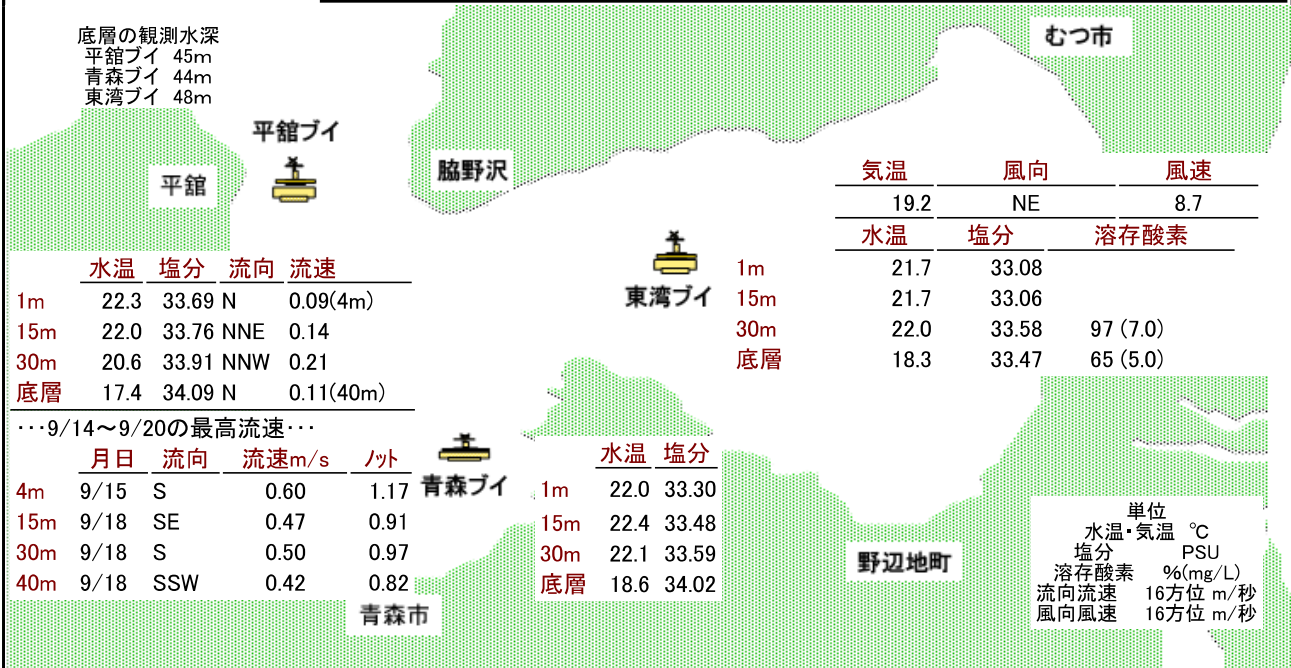 底層の観測水深
平舘ブイ 45m
青森ブイ 44m
東湾ブイ 48m
むつ市
平舘ブイ
脇野沢
平舘
気温 風向 風速
19.2 NE 8.7
水温 塩分 溶存酸素
1m 21.7 33.08
15m 21.7 33.06
30m 22.0 33.58 97 (7.0)
底層 18.3 33.47 65 (5.0)
東湾ブイ
水温 塩分 流向 流速
1m 22.3 33.69 N 0.09(4m)
15m 22.0 33.76 NNE 0.14
30m 20.6 33.91 NNW 0.21
底層 17.4 34.09 N 0.11(40m)
･･･9/14～9/20の最高流速･･･
月日 流向 流速m/s ノット
4m 9/15 S 0.60 1.17
15m 9/18 SE 0.47 0.91
30m 9/18 S 0.50 0.97
40m 9/18 SSW 0.42 0.82
青森ブイ
水温 塩分
1m 22.0 33.30
15m 22.4 33.48
30m 22.1 33.59
底層 18.6 34.02
青森市
野辺地町
単位
水温･気温 ℃
塩分 PSU
溶存酸素 %(mg/L)
流向流速 16方位 m/秒
風向風速 16方位 m/秒